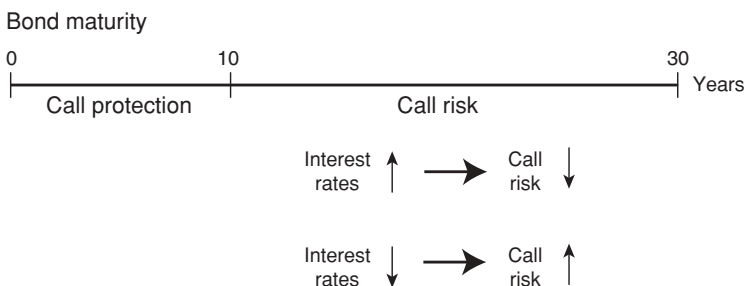 Bond maturity
0 10 30
Years
Call protection Call risk
Interest rates Call risk
Interest rates Call risk